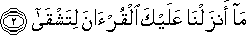 مَآ أَنزَلْنَا عَلَيْكَ ٱلْقُرْءَانَ لِتَشْقَىٰٓ ٢